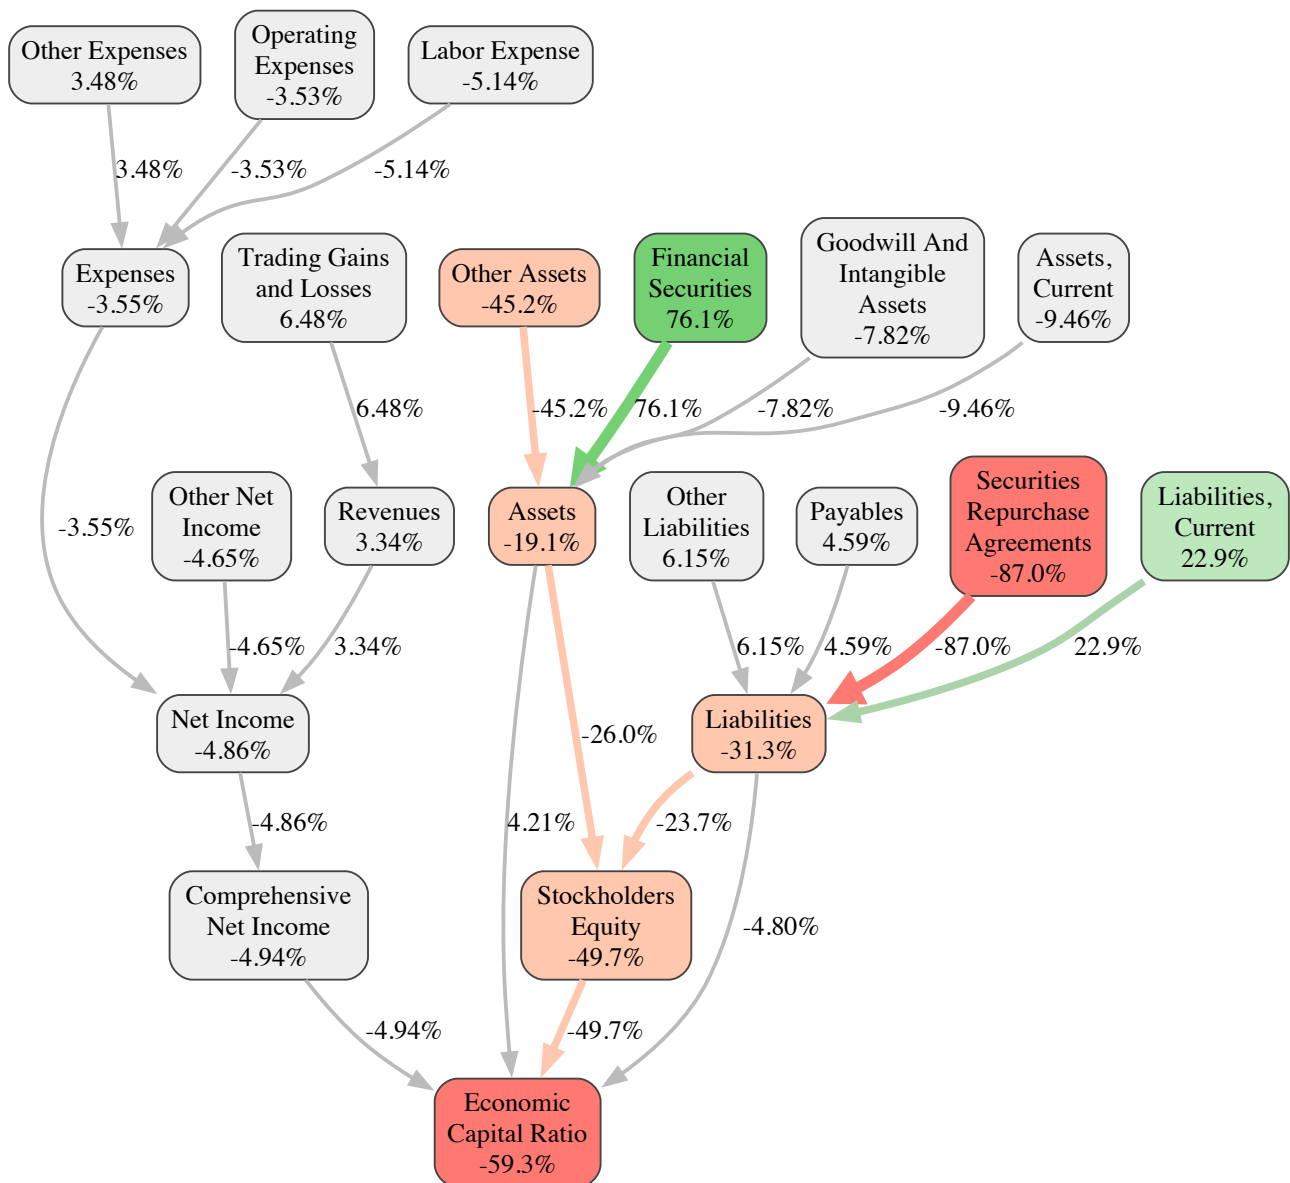 Other Expenses
3.48%
Operating
Expenses
-3.53%
Labor Expense
-5.14%
3.48%
-3.53%
-5.14%
Expenses
-3.55%
Trading Gains
and Losses
6.48%
Other Assets
-45.2%
Financial
Securities
76.1%
Goodwill And
Intangible
Assets
-7.82%
Assets,
Current
-9.46%
6.48%
-45.2%
76.1%
-7.82%
-9.46%
-3.55%
Other Net
Income
-4.65%
Revenues
3.34%
Assets
-19.1%
Other
Liabilities
6.15%
Payables
4.59%
Securities
Repurchase
Agreements
-87.0%
Liabilities,
Current
22.9%
-4.65%
3.34%
6.15%
4.59%
-87.0%
22.9%
Net Income
-4.86%
-26.0%
Liabilities
-31.3%
-4.86%
4.21%
-23.7%
Comprehensive
Net Income
-4.94%
Stockholders
Equity
-49.7%
-4.80%
-4.94%
-49.7%
Economic
Capital Ratio
-59.3%